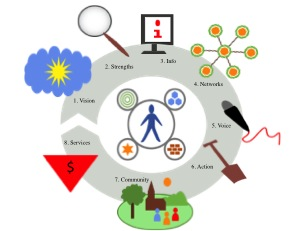 1. Vision
2. Strengths
3. Info
4. Networks
5. Voice
6. Action
7. Community
8. Services
i
$